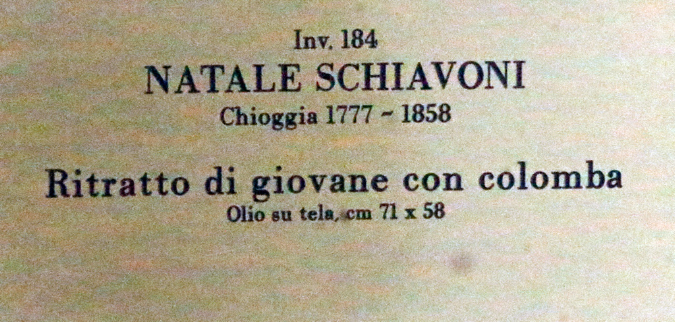 Inv. 184
NATALE SCHIAVONI
Chioggia 1777 ~ 1858
Ritratto di giovane con colomba
Olio su tela, cm 71 x 58